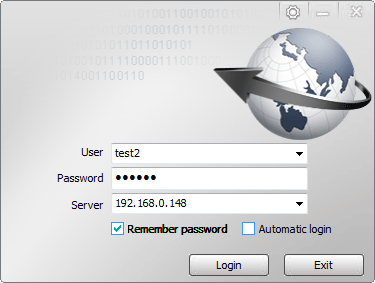 User test2
Password ••••••
Server 192.168.0.148
Remember password Automatic login
Login Exit